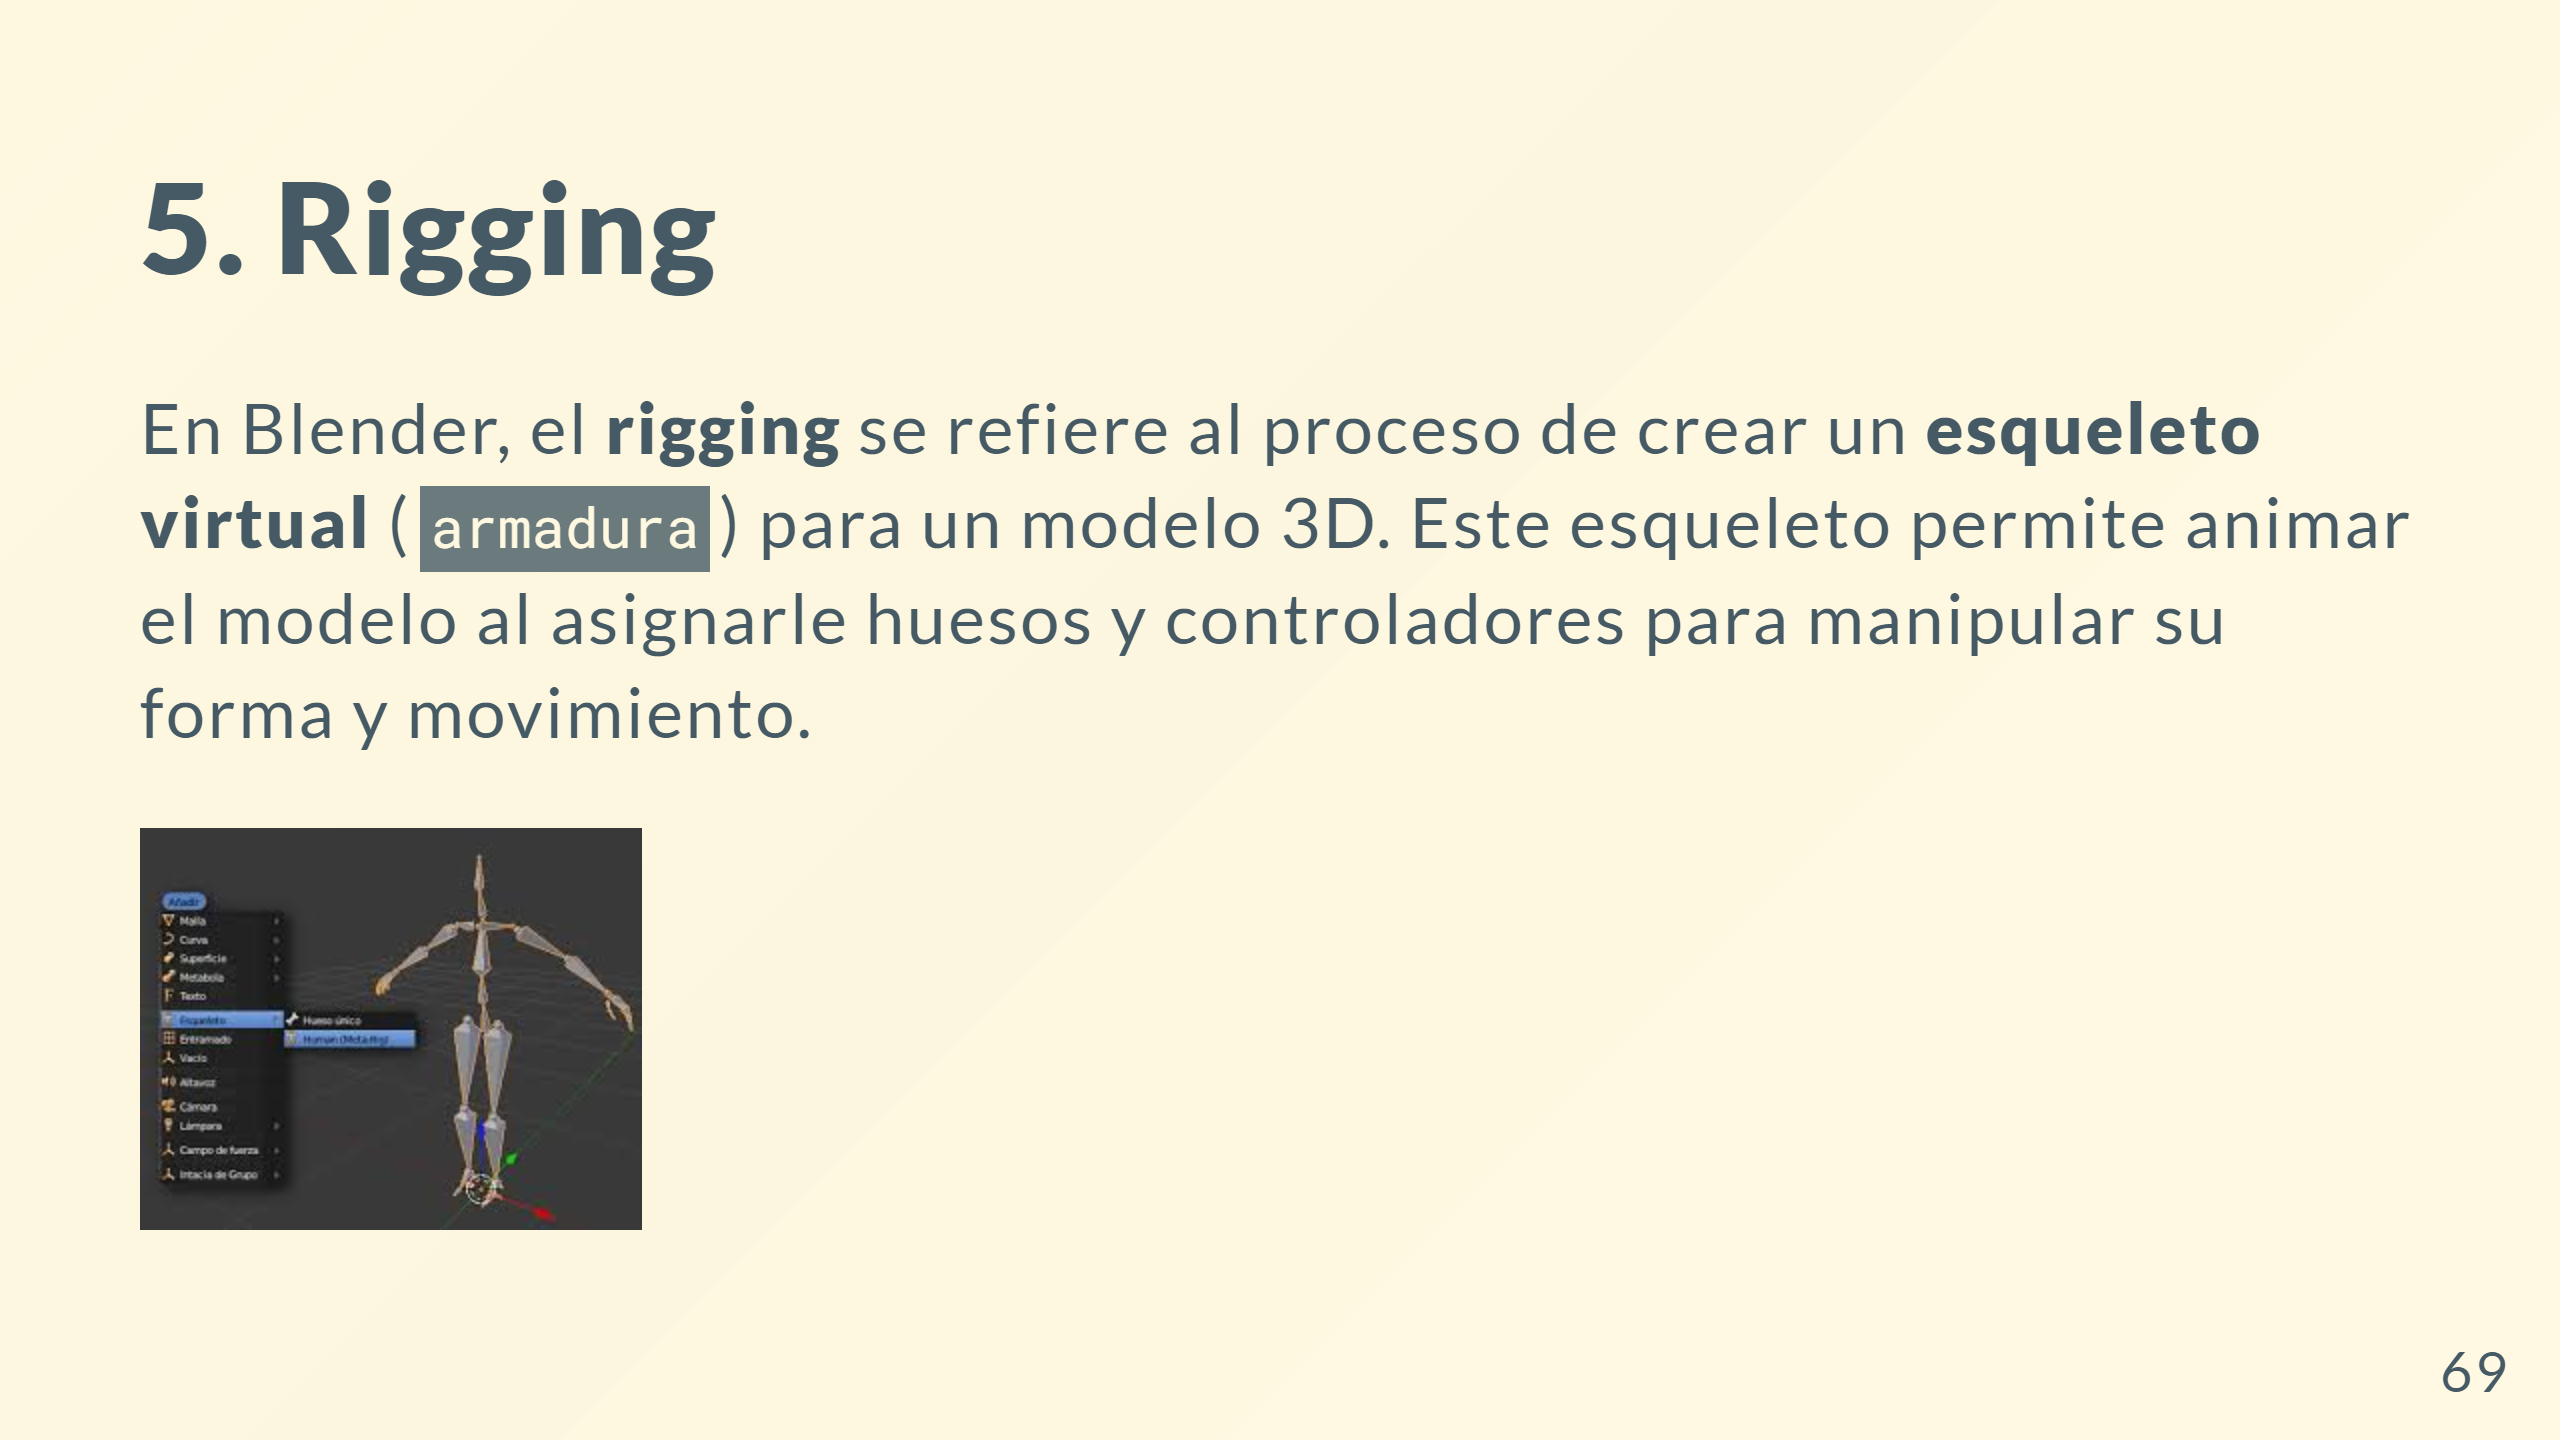 5. Rigging
En Blender, el rigging se refiere al proceso de crear un esqueleto
virtual ( armadura ) para un modelo 3D. Este esqueleto permite animar
el modelo al asignarle huesos y controladores para manipular su
forma y movimiento.
Añadir
Malla
Curva
Superficie
Metabola
Texto
Esqueleto
Hueso único
Entramado
Human (Meta-Rig)
Vacío
Altavoz
Cámara
Lámpara
Campo de fuerza
Intacia de Grupo
69